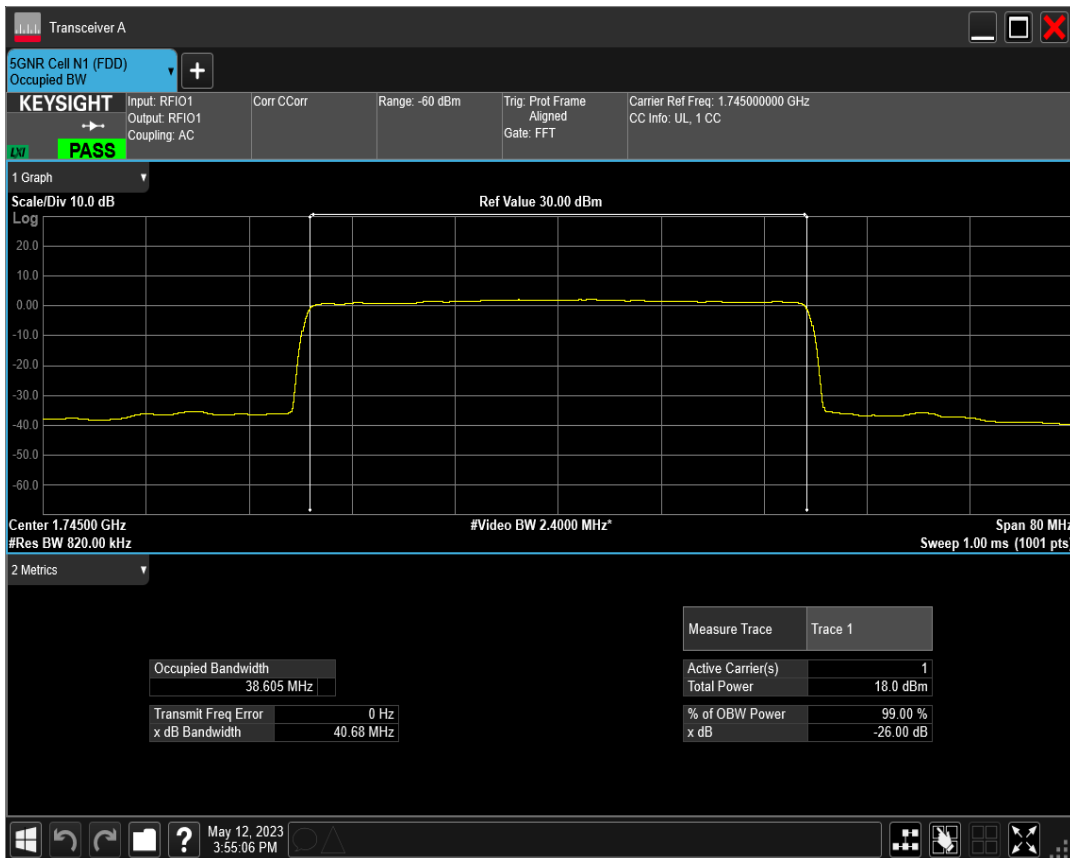 Transceiver A
5GNR Cell N1 (FDD)
Occupied BW
+
KEYSIGHT
LXI
PASS
Input: RFIO1
Output: RFIO1
Coupling: AC
Corr CCorr
Range: -60 dBm
Trig: Prot Frame
Aligned
Gate: FFT
Carrier Ref Freq: 1.745000000 GHz
CC Info: UL, 1 CC
1 Graph
Scale/Div 10.0 dB
Ref Value 30.00 dBm
Log
20.0
10.0
0.00
-10.0
-20.0
-30.0
-40.0
-50.0
-60.0
Center 1.74500 GHz
#Video BW 2.4000 MHz*
Span 80 MHz
#Res BW 820.00 kHz
Sweep 1.00 ms (1001 pts)
2 Metrics
Measure Trace Trace 1
Occupied Bandwidth
38.605 MHz
Active Carrier(s) 1
Total Power 18.0 dBm
Transmit Freq Error 0 Hz
x dB Bandwidth 40.68 MHz
% of OBW Power 99.00 %
x dB -26.00 dB
?
May 12, 2023
3:55:06 PM